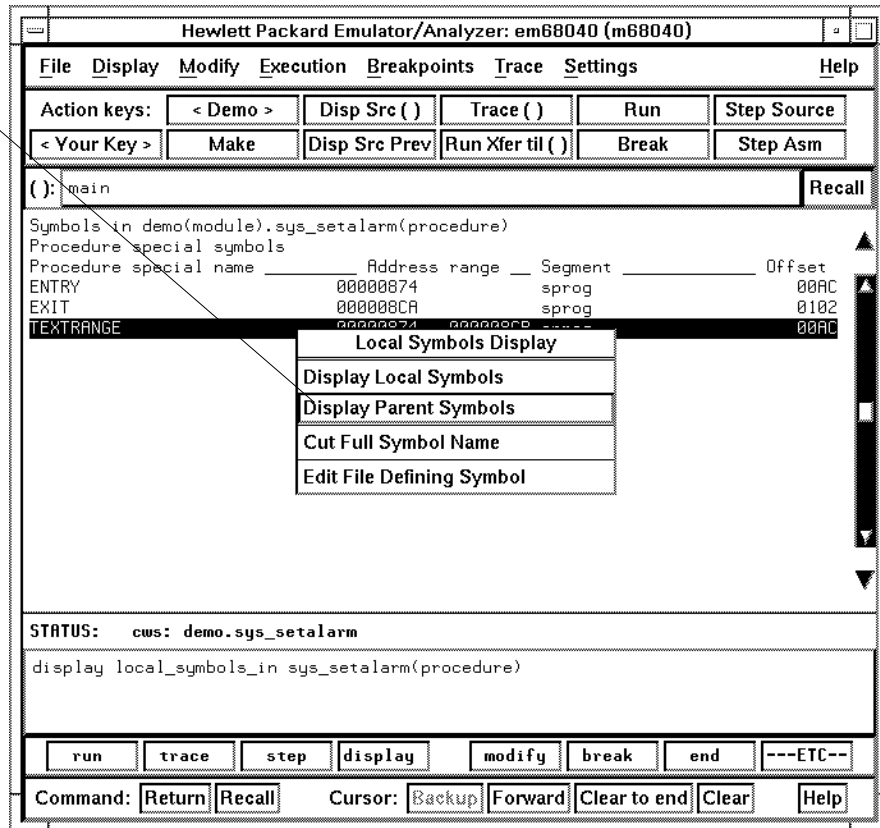 Hewlett Packard Emulator/Analyzer: em68040 (m68040)
File Display Modify Execution Breakpoints Trace Settings Help
Action keys: < Demo > Disp Src ( ) Trace ( ) Run Step Source
< Your Key > Make Disp Src Prev Run Xfer til ( ) Break Step Asm
( ): main Recall
Symbols in demo(module).sys_setalarm(procedure)
Procedure special symbols
Procedure special name _________ Address range __ Segment _____________ Offset
ENTRY 00000874 sprog 00AC
EXIT 000008CA sprog 0102
TEXTRANGE 00000874 000008CB sprog 00AC
Local Symbols Display
Display Local Symbols
Display Parent Symbols
Cut Full Symbol Name
Edit File Defining Symbol
STATUS: cws: demo.sys_setalarm
display local_symbols_in sys_setalarm(procedure)
run trace step display modify break end ---ETC--
Command: Return Recall Cursor: Backup Forward Clear to end Clear Help